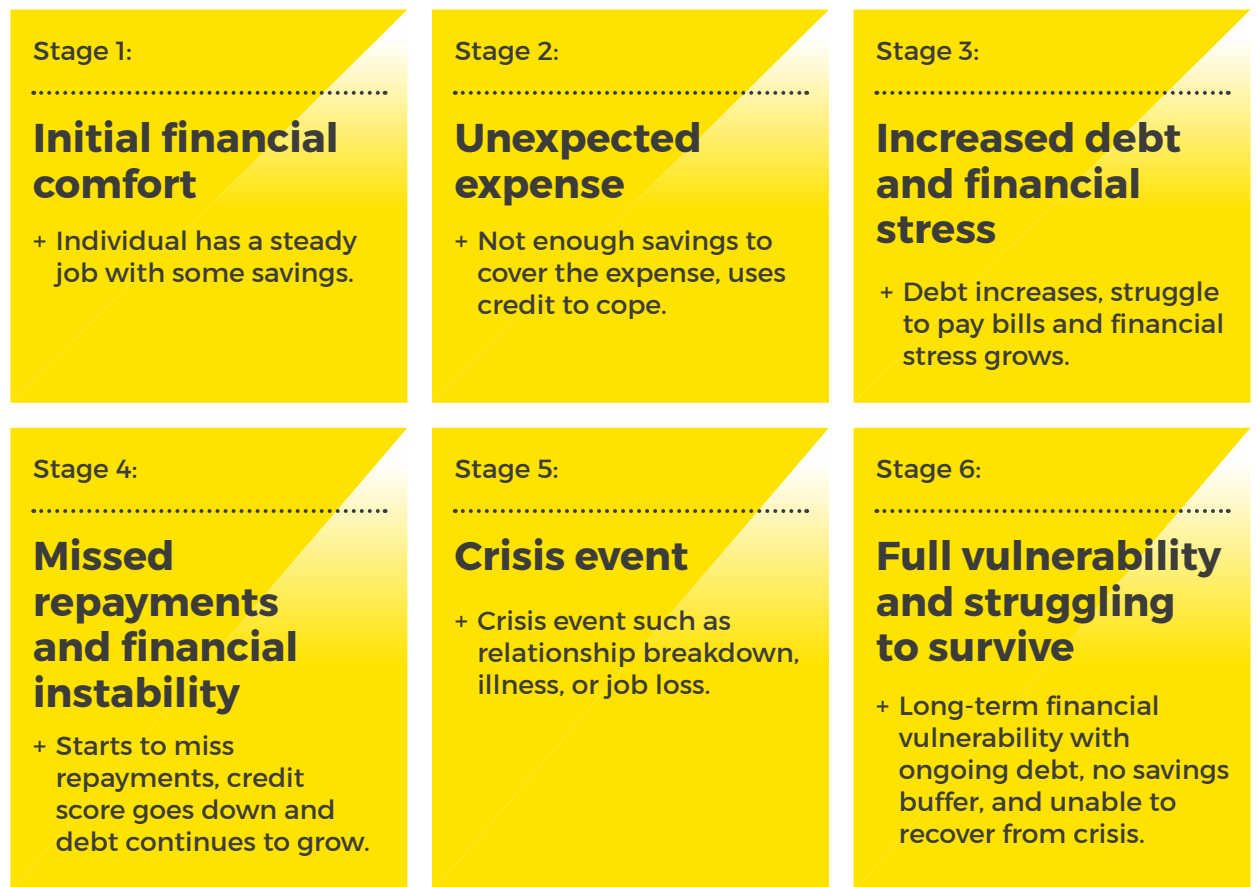 Stage 1:
Initial financial
comfort
+ Individual has a steady
job with some savings.
Stage 2:
Unexpected
expense
+ Not enough savings to
cover the expense, uses
credit to cope.
Stage 3:
Increased debt
and financial
stress
+ Debt increases, struggle
to pay bills and financial
stress grows.
Stage 4:
Missed
repayments
and financial
instability
+ Starts to miss
repayments, credit
score goes down and
debt continues to grow.
Stage 5:
Crisis event
+ Crisis event such as
relationship breakdown,
illness, or job loss.
Stage 6:
Full vulnerability
and struggling
to survive
+ Long-term financial
vulnerability with
ongoing debt, no savings
buffer, and unable to
recover from crisis.